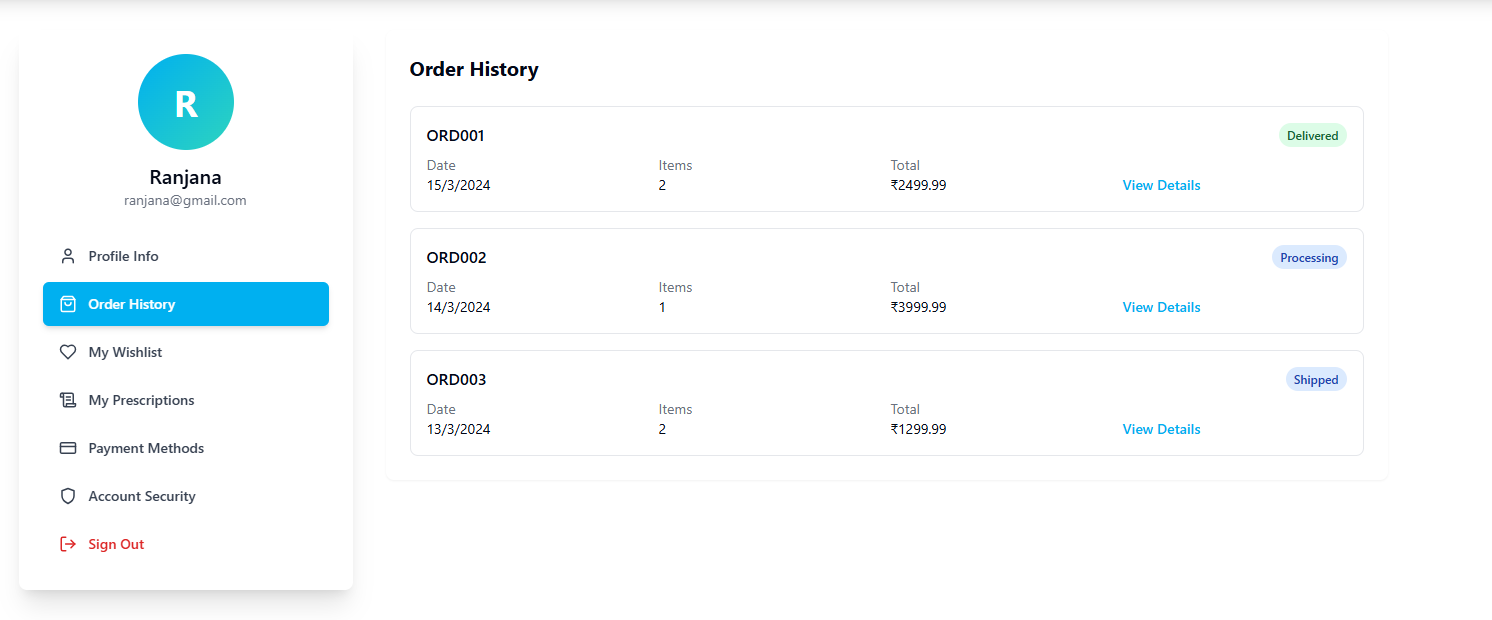 R
Ranjana
ranjana@gmail.com
Profile Info
Order History
My Wishlist
My Prescriptions
Payment Methods
Account Security
Sign Out
Order History
ORD001 Delivered
Date Items Total
15/3/2024 2 ₹2499.99 View Details
ORD002 Processing
Date Items Total
14/3/2024 1 ₹3999.99 View Details
ORD003 Shipped
Date Items Total
13/3/2024 2 ₹1299.99 View Details